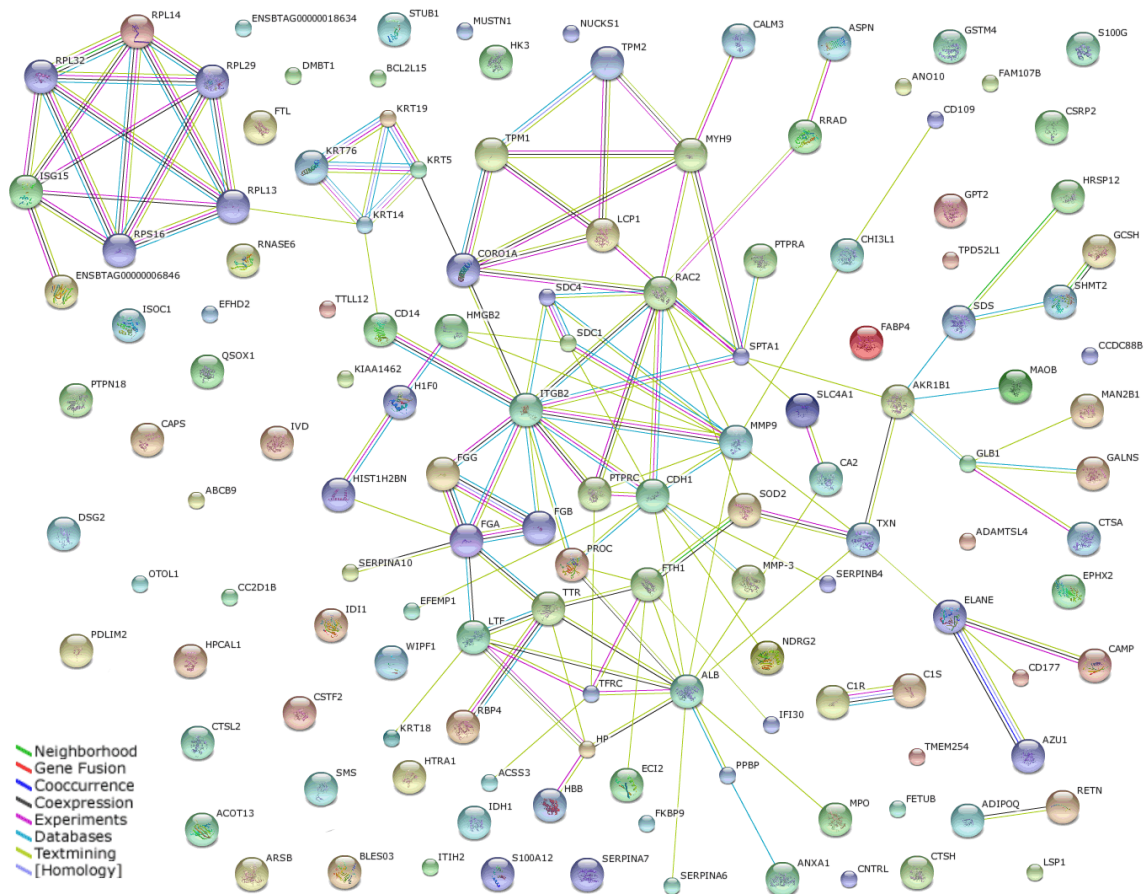 RPL14
ENSBTAG00000018634
STUB1
MUSTN1
NUCKS1
CALM3
ASPN
GSTM4
S100G
RPL32
RPL29
DMBT1
BCL2L15
HK3
TPM2
ANO10
FAM107B
FTL
KRT19
CD109
CSRP2
RRAD
KRT76
KRT5
TPM1
MYH9
ISG15
RPL13
HRSP12
KRT14
LCP1
GPT2
RPS16
RNASE6
CORO1A
PTPRA
CHI3L1
TPD52L1
GCSH
ENSBTAG00000006846
RAC2
SHMT2
ISOC1
EFHD2
TTLL12
CD14
HMGB2
SDC4
SDS
SDC1
SPTA1
FABP4
CCDC88B
QSOX1
KIAA1462
PTPN18
H1F0
ITGB2
SLC4A1
AKR1B1
MAOB
MAN2B1
CAPS
IVD
MMP9
FGG
PTPRC
CDH1
CA2
GLB1
GALNS
ABCB9
HIST1H2BN
SOD2
DSG2
FGA
FGB
TXN
ADAMTSL4
CTSA
OTOL1
CC2D1B
SERPINA10
PROC
FTH1
MMP-3
SERPINB4
EPHX2
IDI1
EFEMP1
TTR
ELANE
PDLIM2
HPCAL1
WIPF1
LTF
NDRG2
CAMP
CD177
CSTF2
TFRC
ALB
C1R
C1S
CTSL2
KRT18
RBP4
IFI30
HP
TMEM254
AZU1
SMS
HTRA1
ACSS3
ECI2
PPBP
RETN
ACOT13
HBB
IDH1
FKBP9
MPO
FETUB
ADIPOQ
ARSB
BLES03
ITIH2
S100A12
SERPINA7
SERPINA6
ANXA1
CNTRL
CTSH
LSP1
Neighborhood
Gene Fusion
Cooccurrence
Coexpression
Experiments
Databases
Textmining
[Homology]